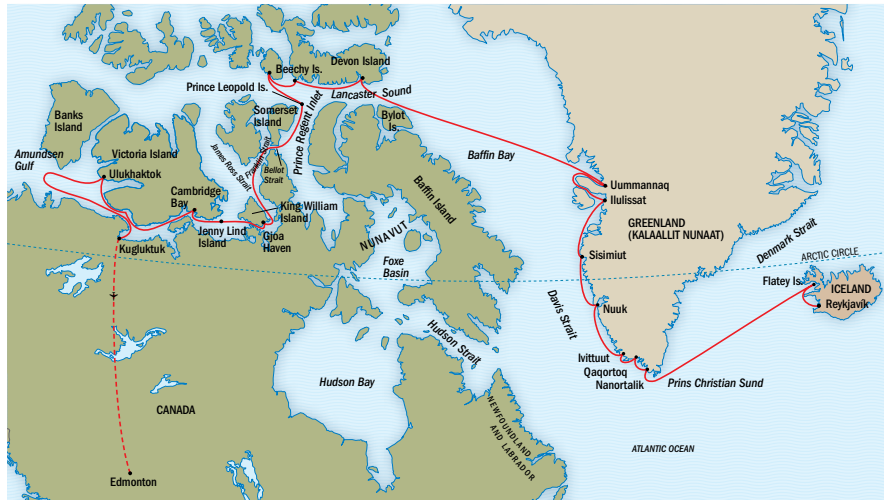 Beechy Is.
Devon Island
Prince Leopold Is.
Lancaster Sound
Somerset
Island
Prince Regent Inlet
Bylot
Is.
Banks
Island
Amundsen
Gulf
Victoria Island
Ulukhaktok
James Ross Strait
Franklin Strait
Bellot
Strait
Baffin Bay
Baffin Island
Cambridge
Bay
King William
Island
Jenny Lind
Island
Gjoa
Haven
Kugluktuk
NUNAVUT
Foxe
Basin
Uummannaq
Ilulissat
GREENLAND
(KALAALLIT NUNAAT)
Denmark Strait
ARCTIC CIRCLE
Sisimiut
Flatey Is.
ICELAND
Reykjavík
Davis Strait
Nuuk
Hudson Strait
Ivittuut
Qaqortoq
Nanortalik
Prins Christian Sund
Hudson Bay
CANADA
NEWFOUNDLAND
AND LABRADOR
ATLANTIC OCEAN
Edmonton